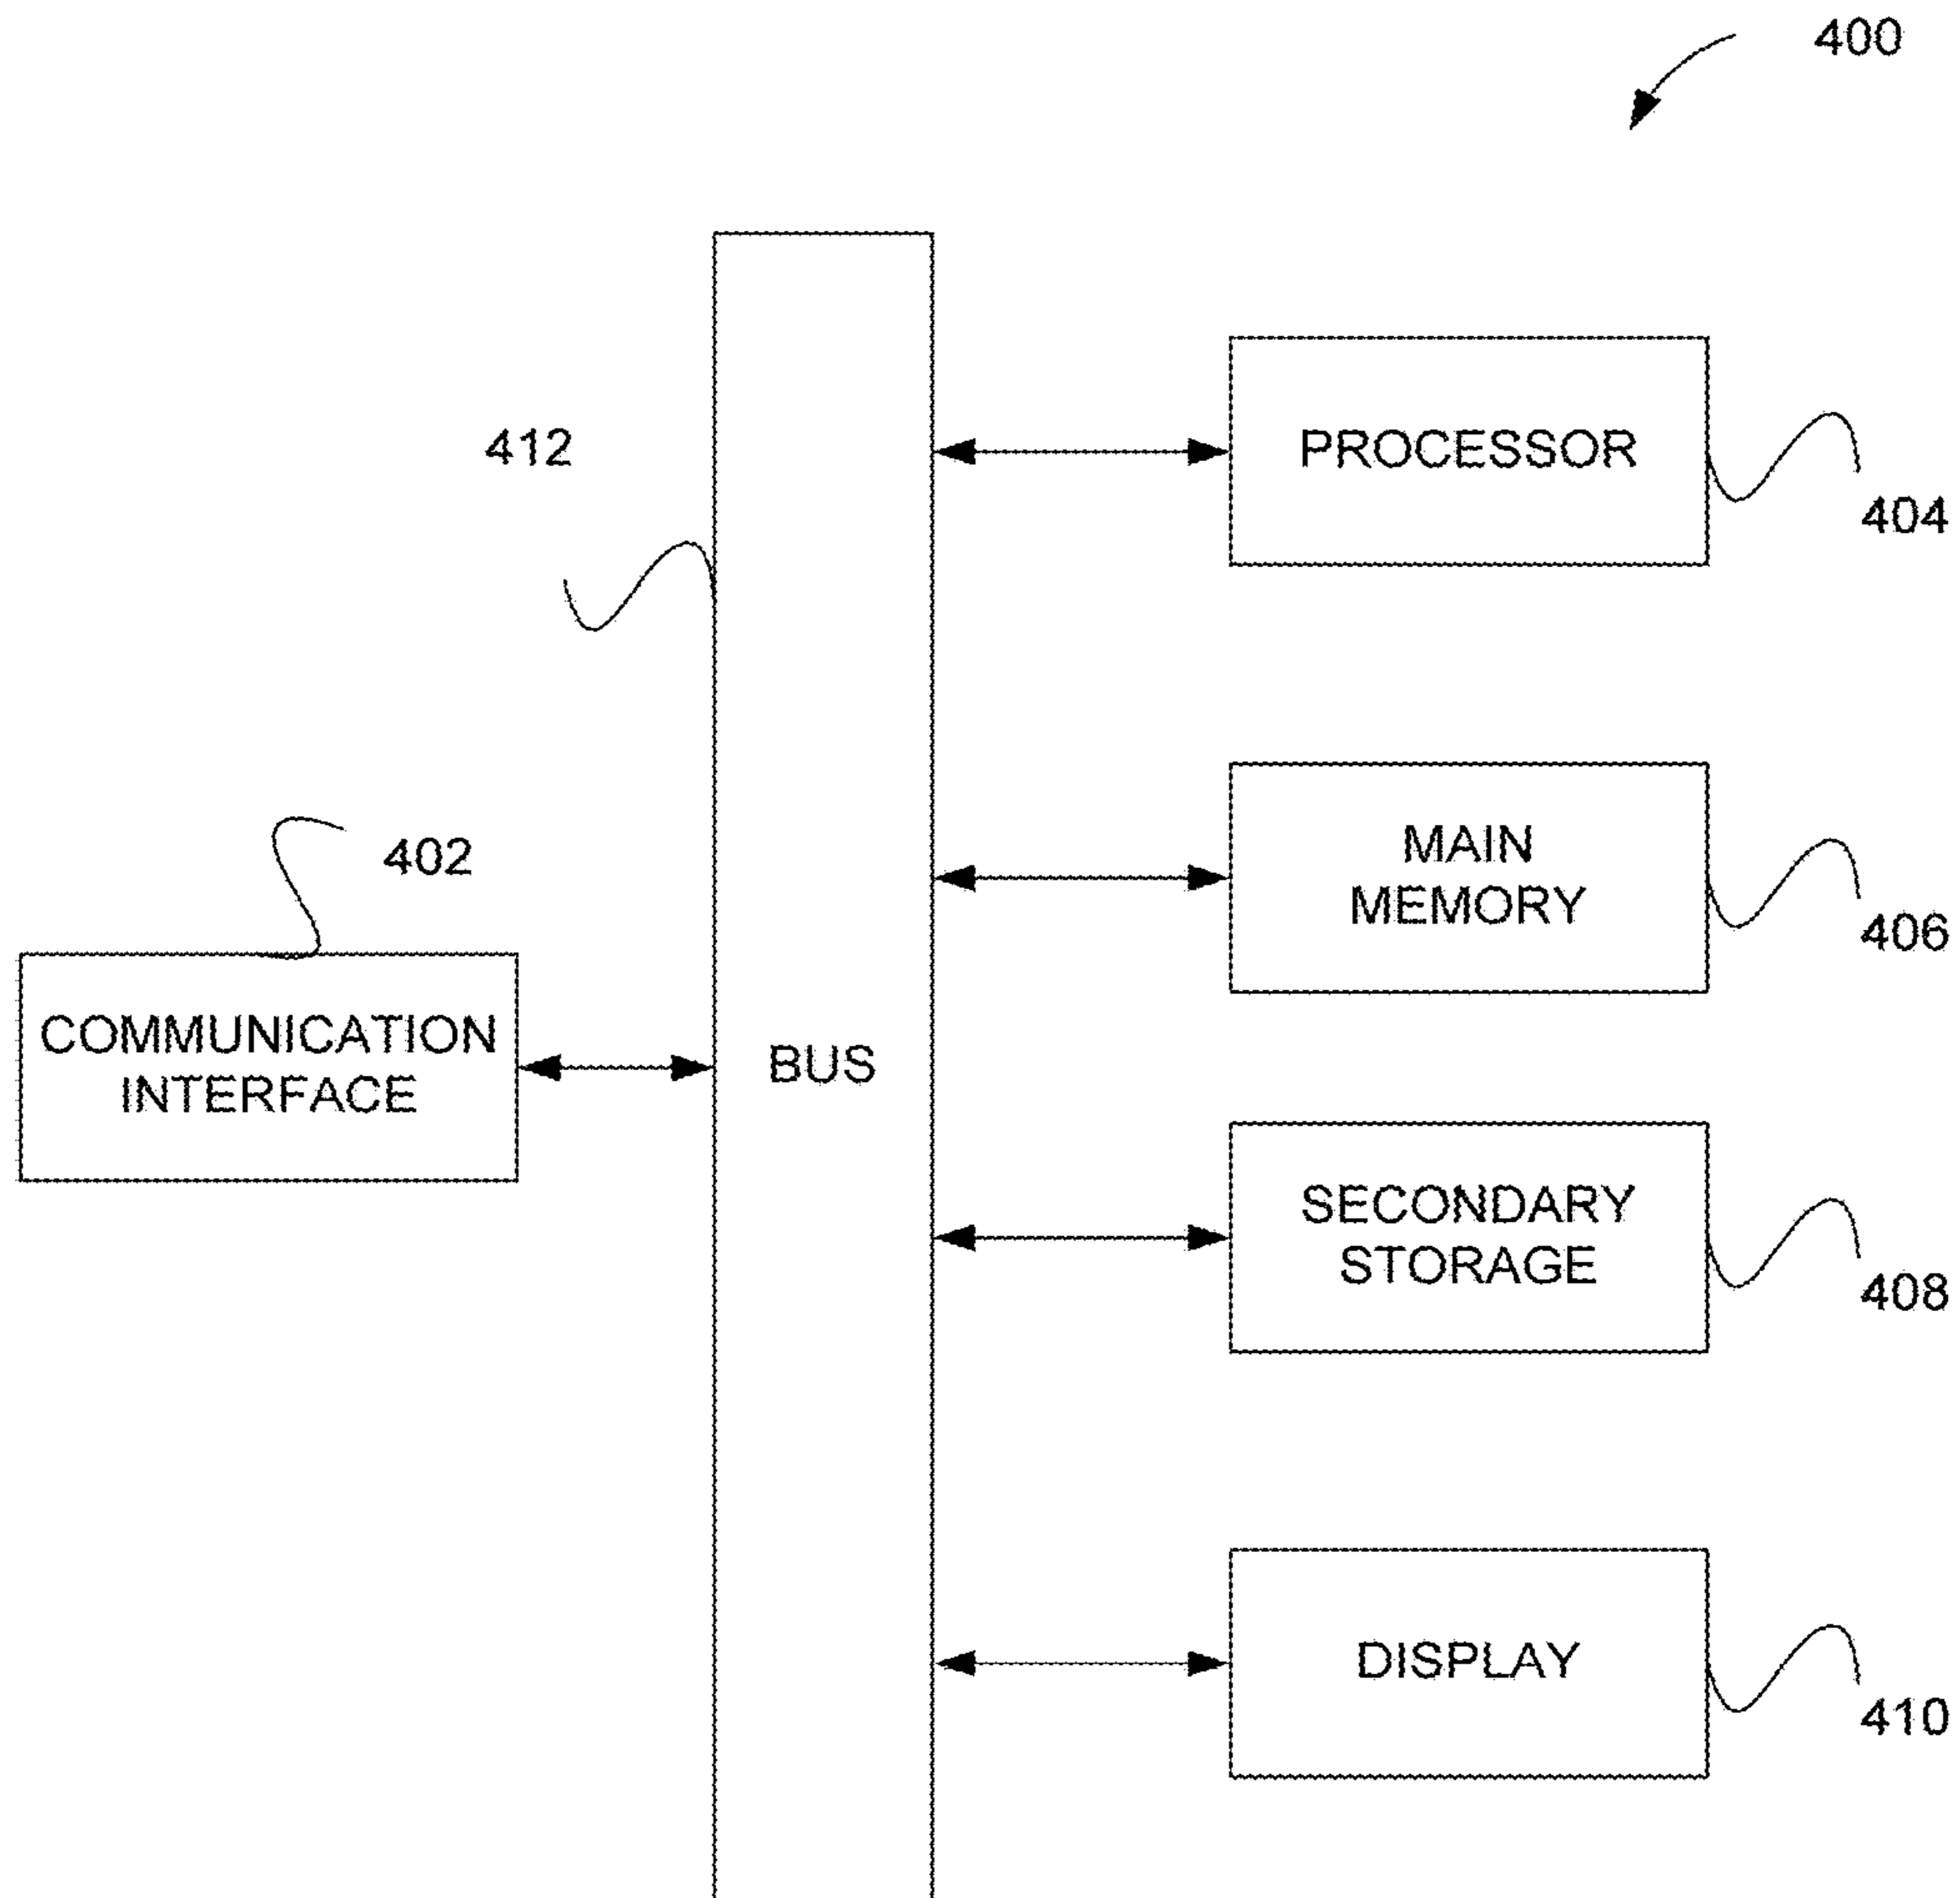 400
412
PROCESSOR
404
402
MAIN
MEMORY
406
COMMUNICATION
INTERFACE
BUS
SECONDARY
STORAGE
408
DISPLAY
410